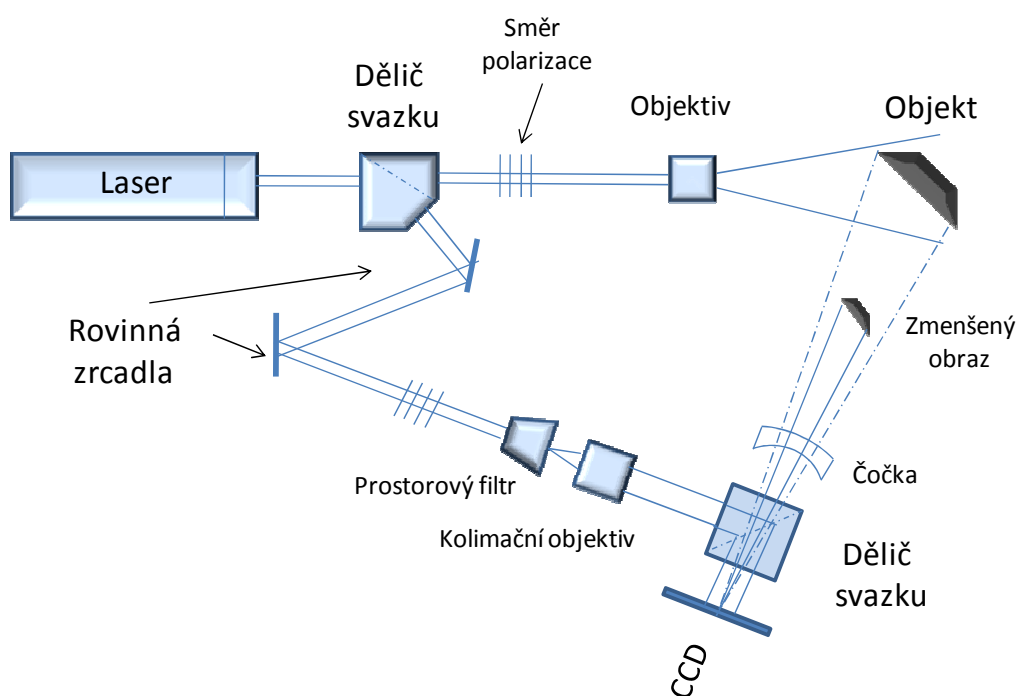 Směr
polarizace
Dělič
svazku
Objektiv
Objekt
Laser
Rovinná
zrcadla
Zmenšený
obraz
Čočka
Prostorový filtr
Kolimační objektiv
Dělič
svazku
CCD